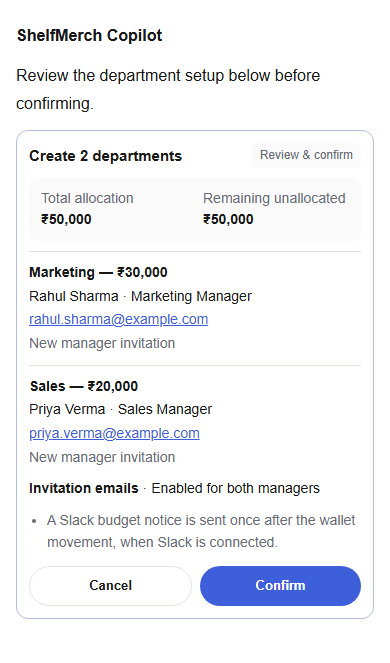 ShelfMerch Copilot
Review the department setup below before
confirming.
Create 2 departments
Review & confirm
Total allocation
₹50,000
Remaining unallocated
₹50,000
Marketing — ₹30,000
Rahul Sharma · Marketing Manager
rahul.sharma@example.com
New manager invitation
Sales — ₹20,000
Priya Verma · Sales Manager
priya.verma@example.com
New manager invitation
Invitation emails · Enabled for both managers
• A Slack budget notice is sent once after the wallet
movement, when Slack is connected.
Cancel
Confirm